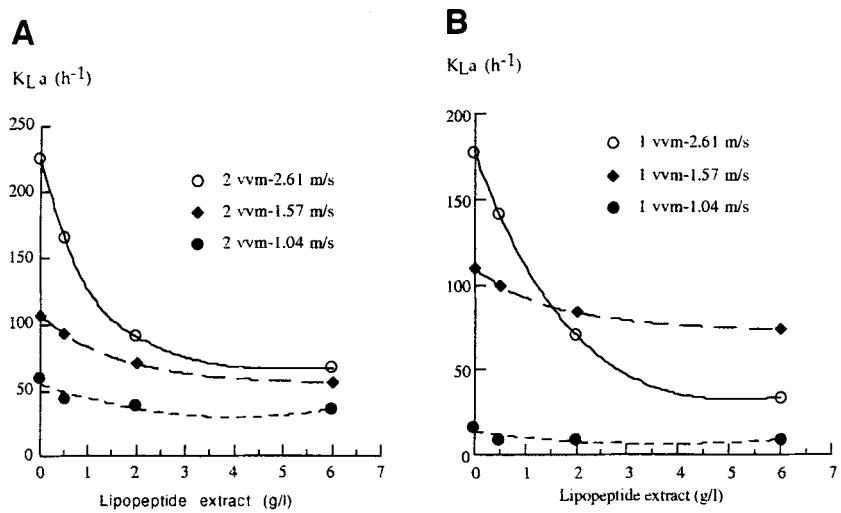 A
K_L a (h⁻¹)
250
200
150
100
50
0
2 vvm-2.61 m/s
2 vvm-1.57 m/s
2 vvm-1.04 m/s
0 1 2 3 4 5 6 7
Lipopeptide extract (g/l)
B
K_L a (h⁻¹)
200
150
100
50
0
1 vvm-2.61 m/s
1 vvm-1.57 m/s
1 vvm-1.04 m/s
0 1 2 3 4 5 6 7
Lipopeptide extract (g/l)